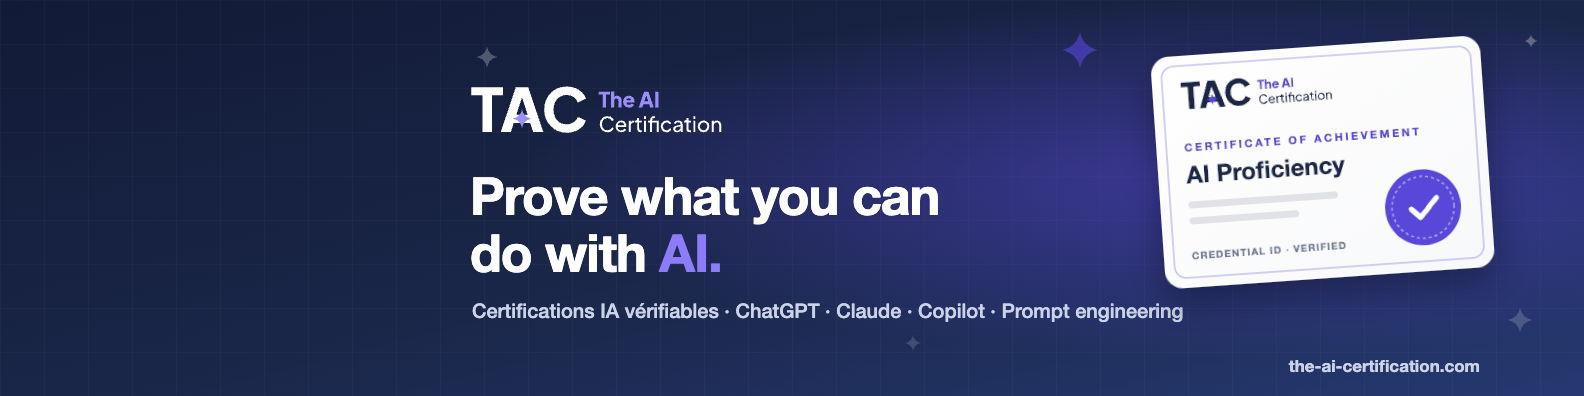 TAC The AI
Certification
Prove what you can
do with AI.
Certifications IA vérifiables · ChatGPT · Claude · Copilot · Prompt engineering
TAC The AI
Certification
CERTIFICATE OF ACHIEVEMENT
AI Proficiency
CREDENTIAL ID · VERIFIED
the-ai-certification.com